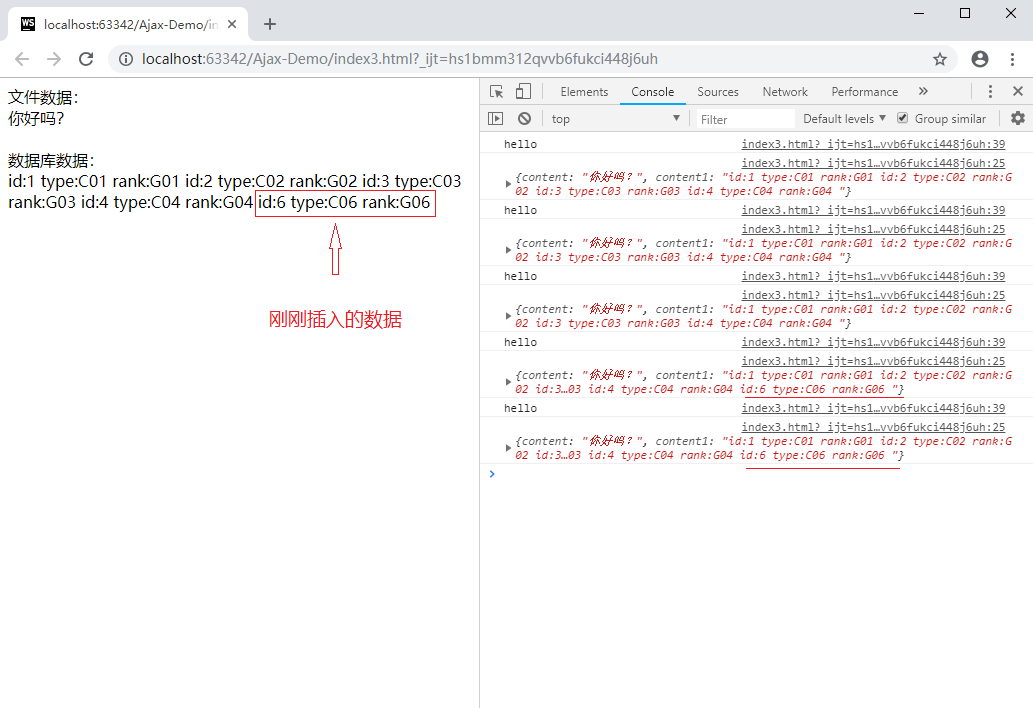 WS localhost:63342/Ajax-Demo/in
localhost:63342/Ajax-Demo/index3.html?_ijt=hs1bmm312qvvb6fukci448j6uh
文件数据：
你好吗？
数据库数据：
id:1 type:C01 rank:G01 id:2 type:C02 rank:G02 id:3 type:C03
rank:G03 id:4 type:C04 rank:G04 id:6 type:C06 rank:G06
刚刚插入的数据
Elements Console Sources Network Performance »
top Filter Default levels Group similar
hello index3.html?_ijt=hs1…vvb6fukci448j6uh:39
index3.html?_ijt=hs1…vvb6fukci448j6uh:25
{content: "你好吗？", content1: "id:1 type:C01 rank:G01 id:2 type:C02 rank:G
02 id:3 type:C03 rank:G03 id:4 type:C04 rank:G04 "}
hello index3.html?_ijt=hs1…vvb6fukci448j6uh:39
index3.html?_ijt=hs1…vvb6fukci448j6uh:25
{content: "你好吗？", content1: "id:1 type:C01 rank:G01 id:2 type:C02 rank:G
02 id:3 type:C03 rank:G03 id:4 type:C04 rank:G04 "}
hello index3.html?_ijt=hs1…vvb6fukci448j6uh:39
index3.html?_ijt=hs1…vvb6fukci448j6uh:25
{content: "你好吗？", content1: "id:1 type:C01 rank:G01 id:2 type:C02 rank:G
02 id:3 type:C03 rank:G03 id:4 type:C04 rank:G04 "}
hello index3.html?_ijt=hs1…vvb6fukci448j6uh:39
index3.html?_ijt=hs1…vvb6fukci448j6uh:25
{content: "你好吗？", content1: "id:1 type:C01 rank:G01 id:2 type:C02 rank:G
02 id:3…03 id:4 type:C04 rank:G04 id:6 type:C06 rank:G06 "}
hello index3.html?_ijt=hs1…vvb6fukci448j6uh:39
index3.html?_ijt=hs1…vvb6fukci448j6uh:25
{content: "你好吗？", content1: "id:1 type:C01 rank:G01 id:2 type:C02 rank:G
02 id:3…03 id:4 type:C04 rank:G04 id:6 type:C06 rank:G06 "}